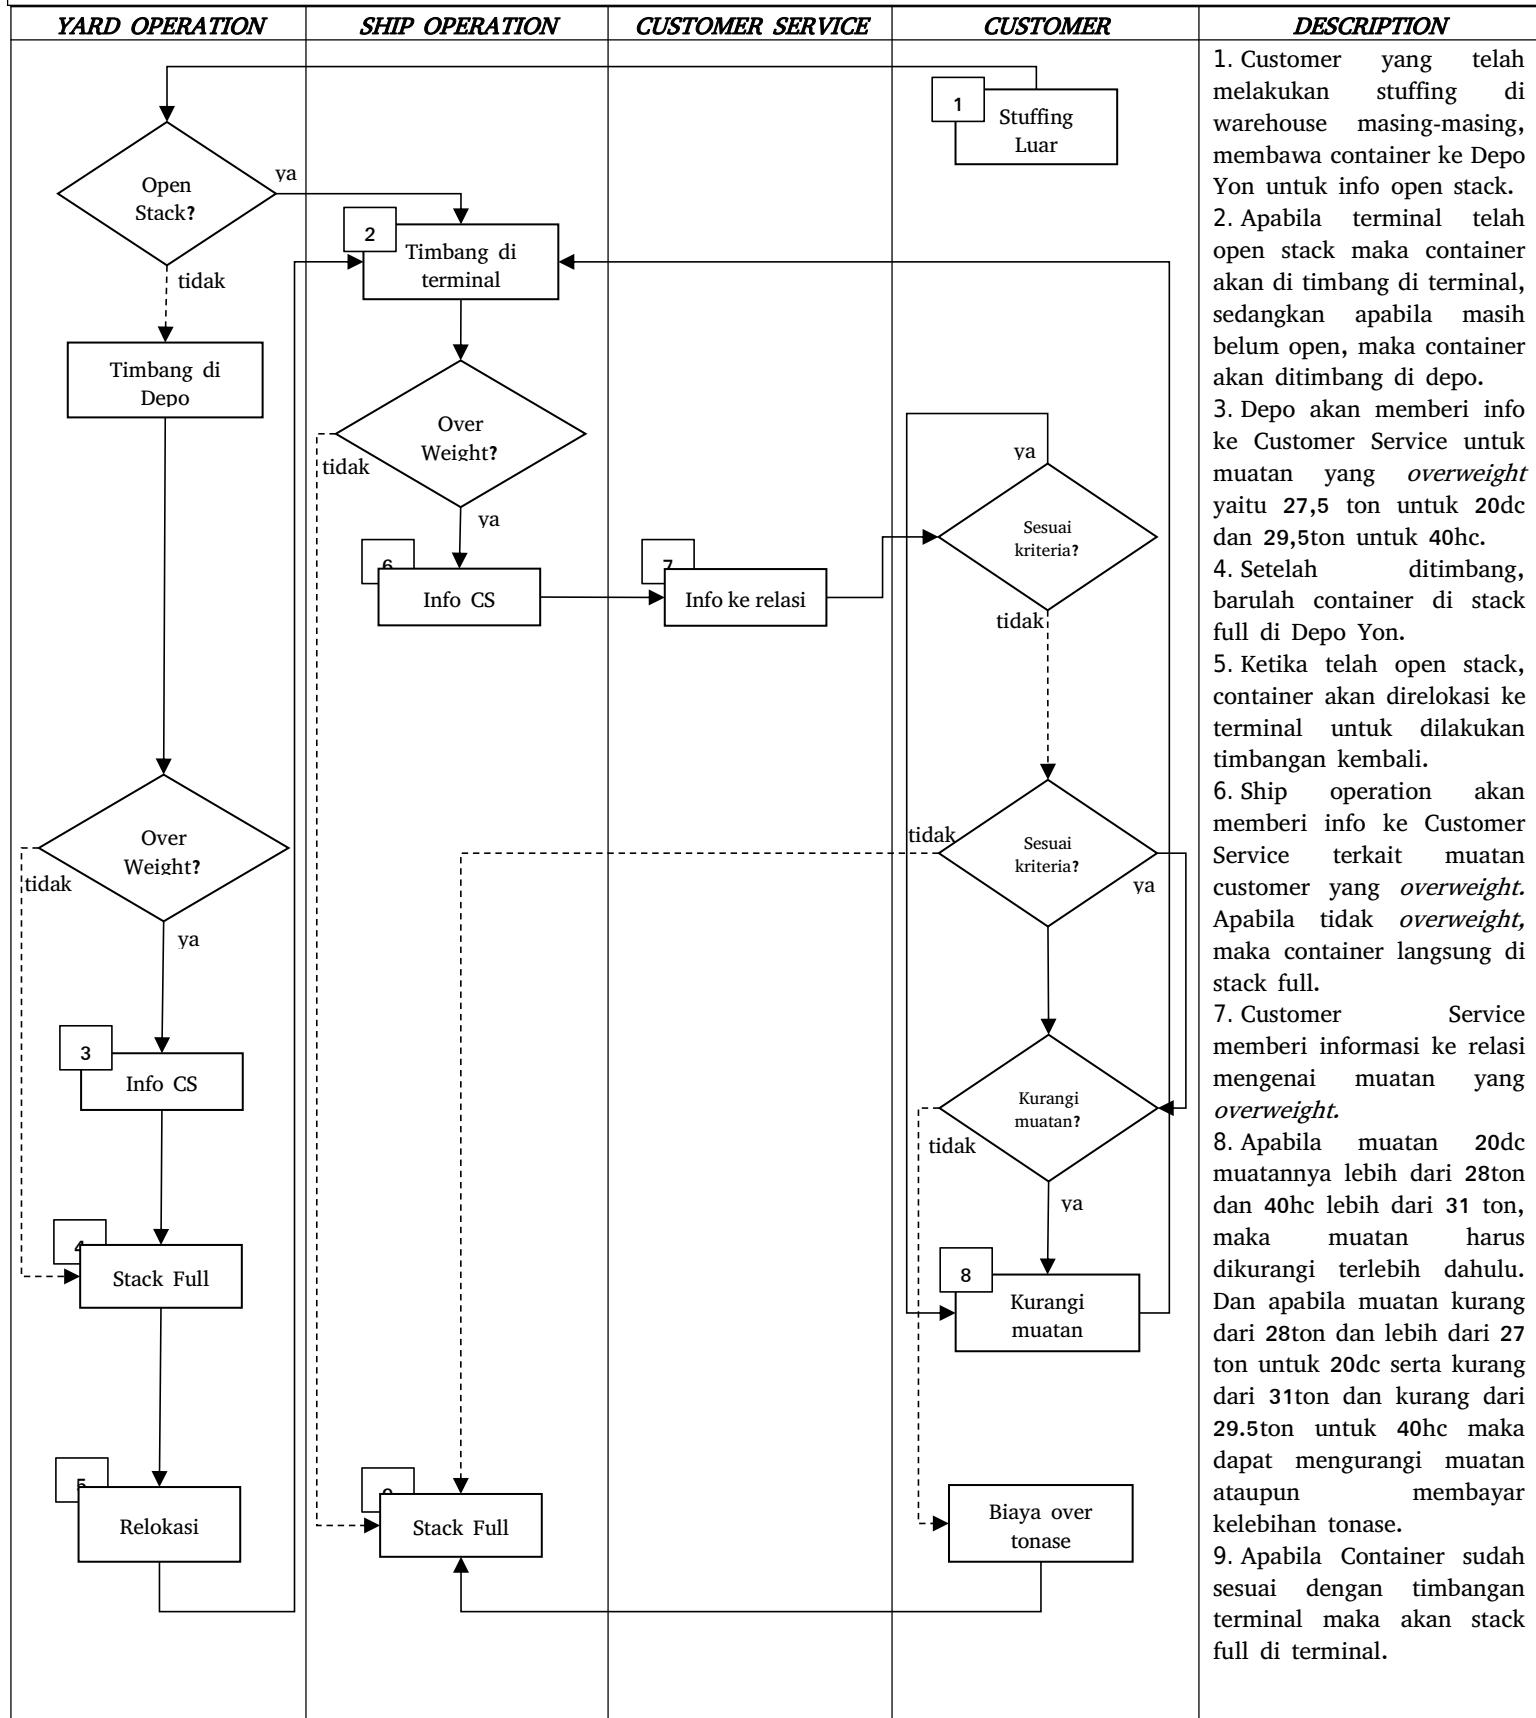 YARD OPERATION
SHIP OPERATION
CUSTOMER SERVICE
CUSTOMER
DESCRIPTION
1
Stuffing
Luar
Open
Stack?
ya
tidak
2
Timbang di
terminal
Timbang di
Depo
Over
Weight?
tidak
ya
ya
Sesuai
kriteria?
tidak
6
Info CS
7
Info ke relasi
Over
Weight?
tidak
ya
tidak
Sesuai
kriteria?
ya
3
Info CS
Kurangi
muatan?
tidak
ya
4
Stack Full
8
Kurangi
muatan
5
Relokasi
9
Stack Full
Biaya over
tonase
1. Customer yang telah
melakukan stuffing di
warehouse masing-masing,
membawa container ke Depo
Yon untuk info open stack.
2. Apabila terminal telah
open stack maka container
akan di timbang di terminal,
sedangkan apabila masih
belum open, maka container
akan ditimbang di depo.
3. Depo akan memberi info
ke Customer Service untuk
muatan yang overweight
yaitu 27,5 ton untuk 20dc
dan 29,5ton untuk 40hc.
4. Setelah ditimbang,
barulah container di stack
full di Depo Yon.
5. Ketika telah open stack,
container akan direlokasi ke
terminal untuk dilakukan
timbangan kembali.
6. Ship operation akan
memberi info ke Customer
Service terkait muatan
customer yang overweight.
Apabila tidak overweight,
maka container langsung di
stack full.
7. Customer Service
memberi informasi ke relasi
mengenai muatan yang
overweight.
8. Apabila muatan 20dc
muatannya lebih dari 28ton
dan 40hc lebih dari 31 ton,
maka muatan harus
dikurangi terlebih dahulu.
Dan apabila muatan kurang
dari 28ton dan lebih dari 27
ton untuk 20dc serta kurang
dari 31ton dan kurang dari
29.5ton untuk 40hc maka
dapat mengurangi muatan
ataupun membayar
kelebihan tonase.
9. Apabila Container sudah
sesuai dengan timbangan
terminal maka akan stack
full di terminal.